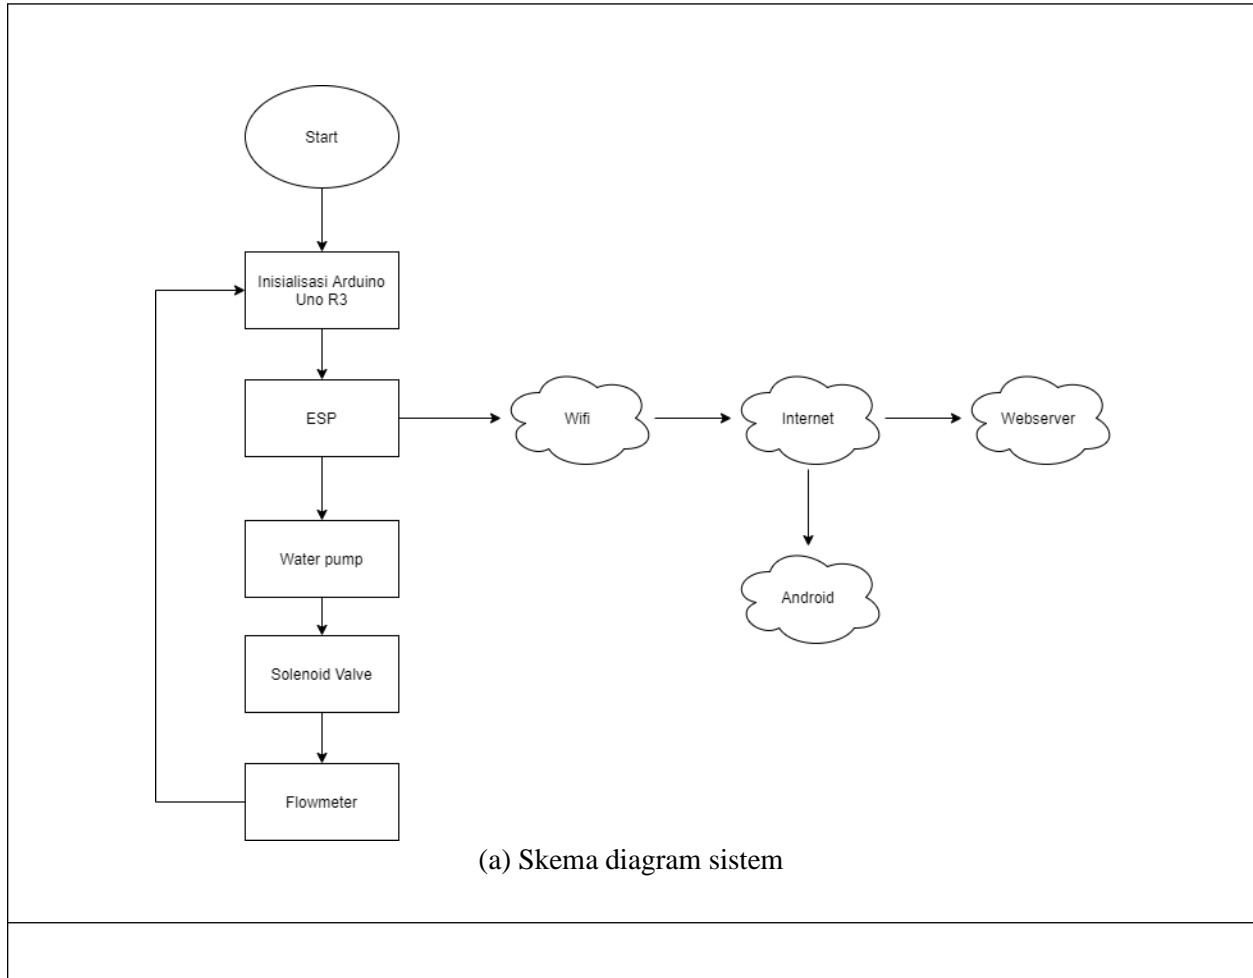 Start
Inisialisasi Arduino
Uno R3
ESP
Wifi
Internet
Webserver
Water pump
Android
Solenoid Valve
Flowmeter
(a) Skema diagram sistem